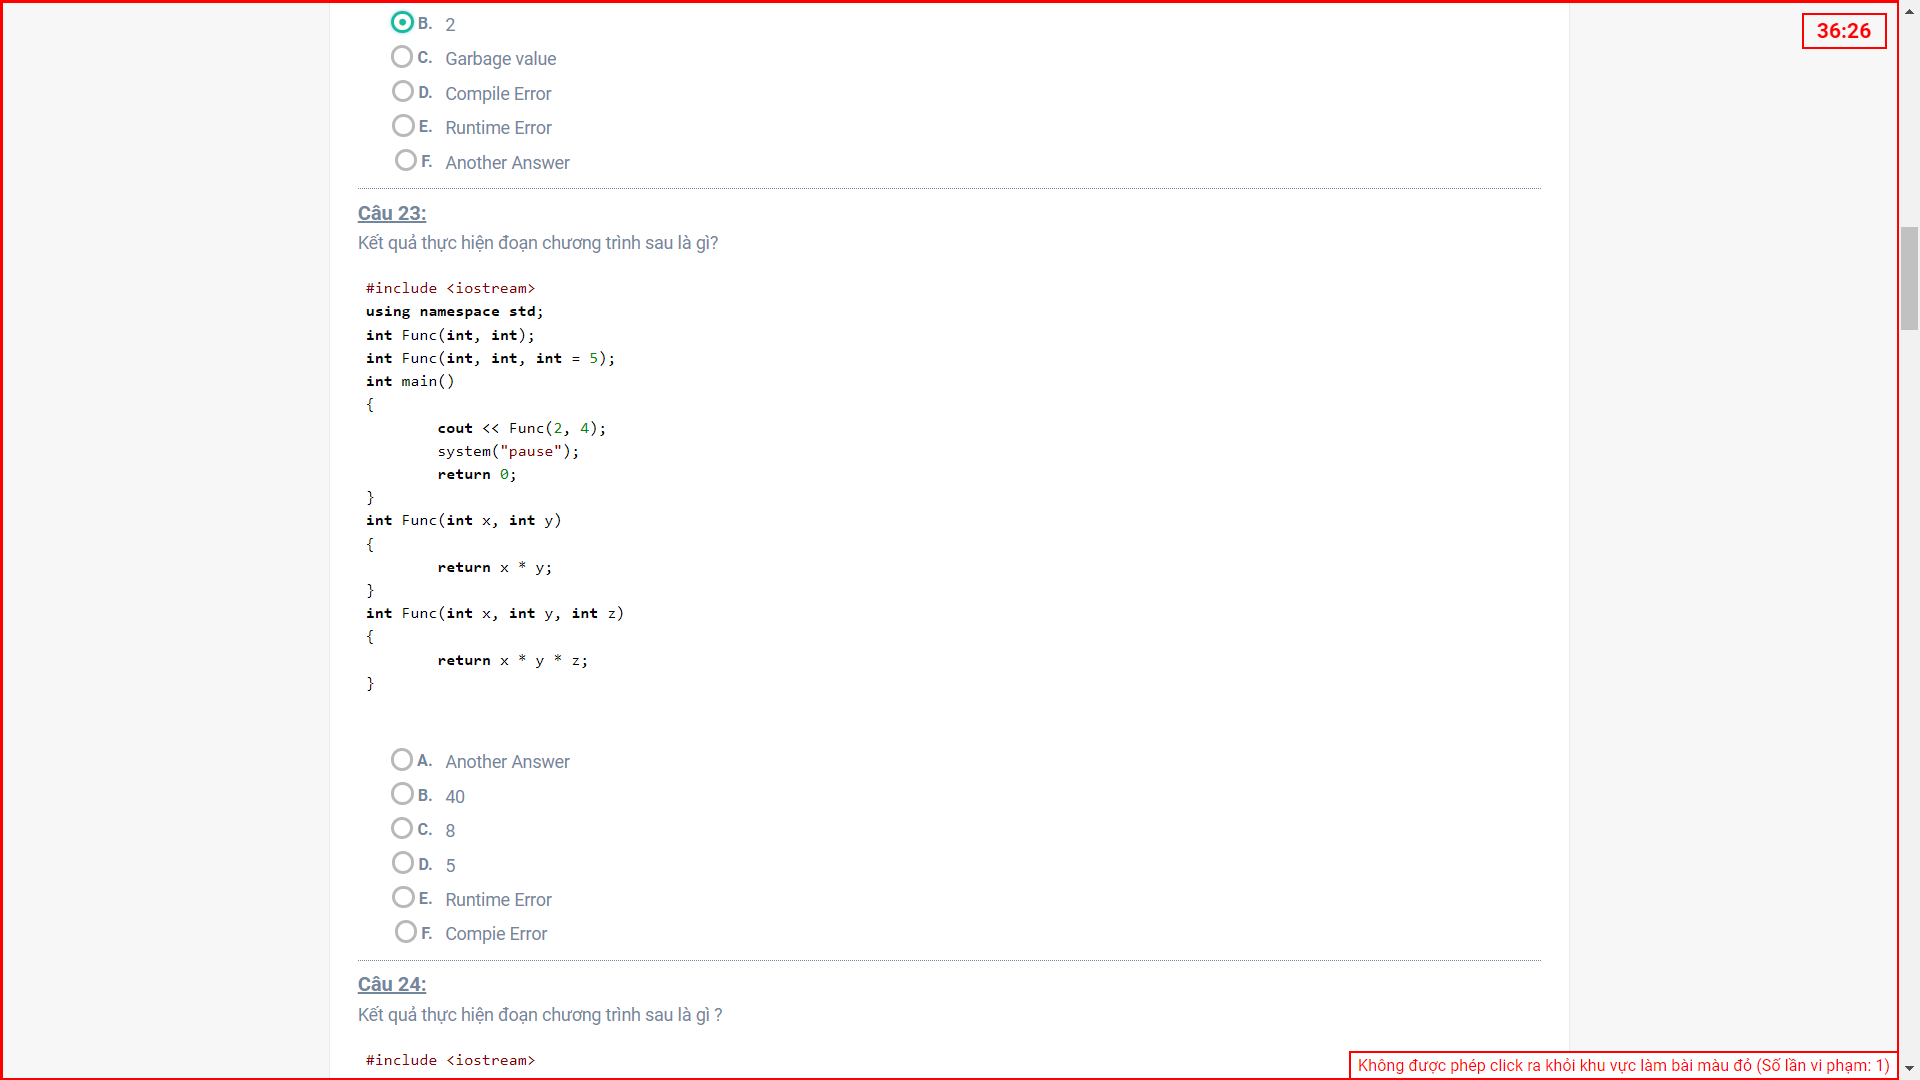 36:26
B. 2
C. Garbage value
D. Compile Error
E. Runtime Error
F. Another Answer
Câu 23:
Kết quả thực hiện đoạn chương trình sau là gì?
#include <iostream>
using namespace std;
int Func(int, int);
int Func(int, int, int = 5);
int main()
{
        cout << Func(2, 4);
        system("pause");
        return 0;
}
int Func(int x, int y)
{
        return x * y;
}
int Func(int x, int y, int z)
{
        return x * y * z;
}
A. Another Answer
B. 40
C. 8
D. 5
E. Runtime Error
F. Compie Error
Câu 24:
Kết quả thực hiện đoạn chương trình sau là gì ?
#include <iostream>
Không được phép click ra khỏi khu vực làm bài màu đỏ (Số lần vi phạm: 1)